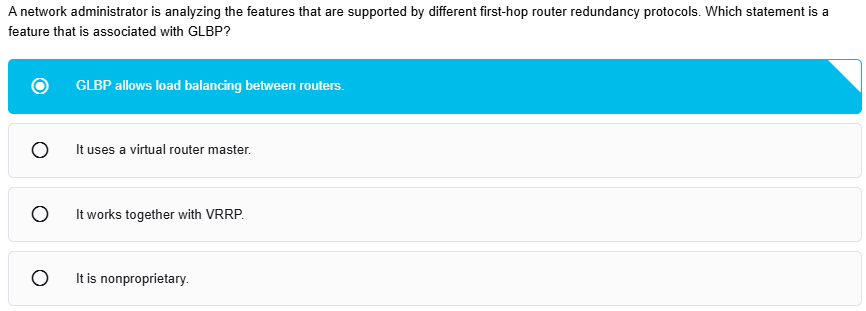 A network administrator is analyzing the features that are supported by different first-hop router redundancy protocols. Which statement is a
feature that is associated with GLBP?
GLBP allows load balancing between routers.
It uses a virtual router master.
It works together with VRRP.
It is nonproprietary.